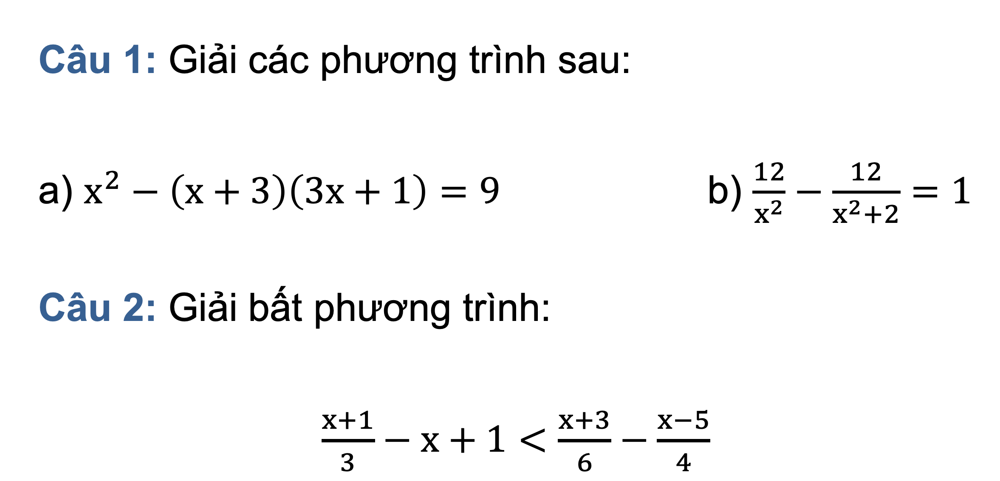 Câu 1: Giải các phương trình sau:
a) x² − (x + 3)(3x + 1) = 9 b) 12/x² − 12/(x²+2) = 1
Câu 2: Giải bất phương trình:
(x+1)/3 − x + 1 < (x+3)/6 − (x−5)/4